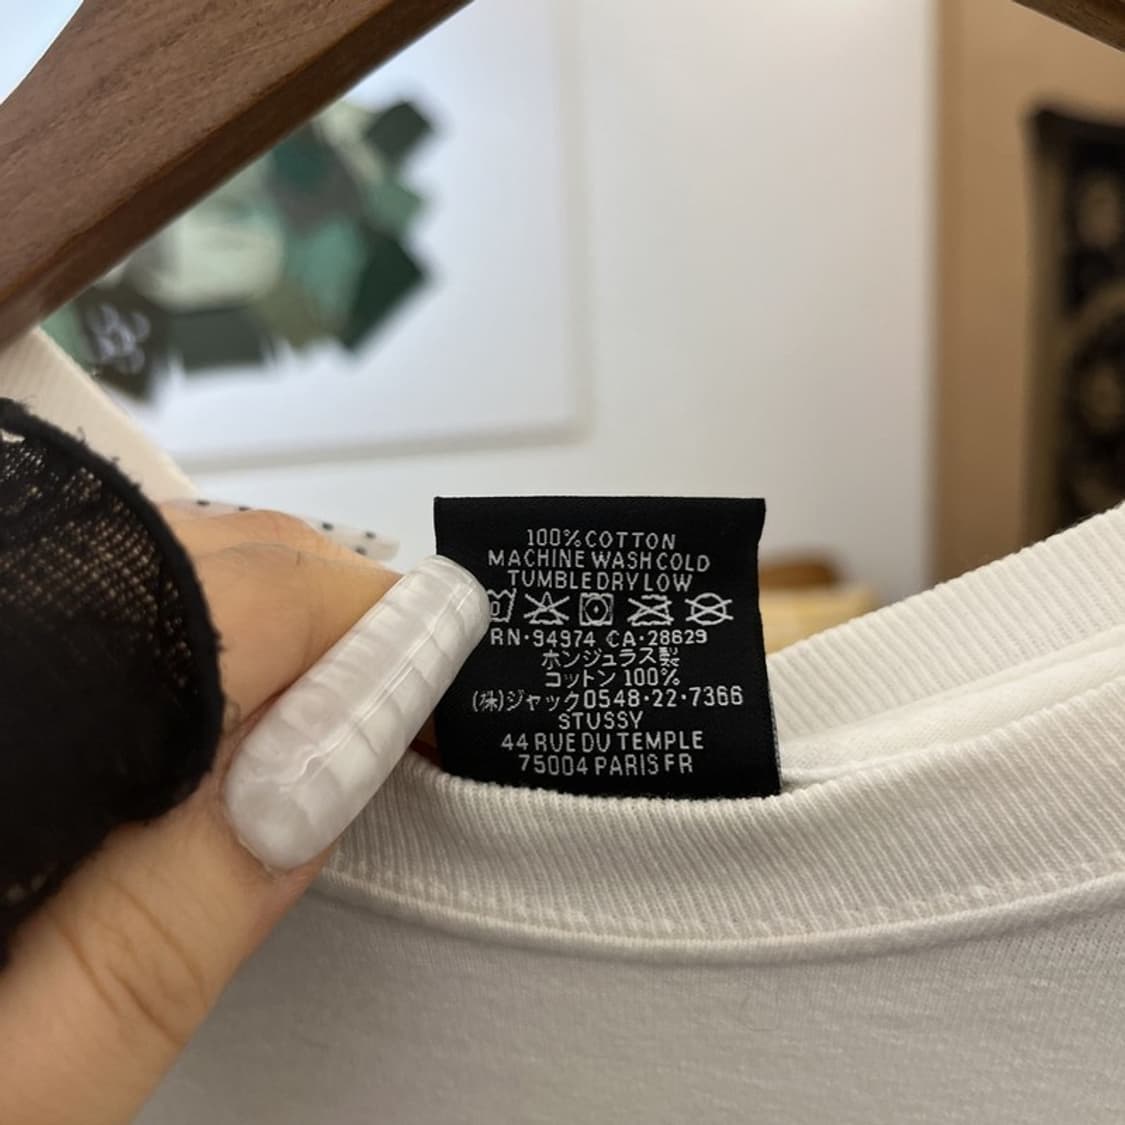 100% COTTON
MACHINE WASH COLD
TUMBLE DRY LOW
RN·94974 CA·28629
ホンジュラス製
コットン 100%
(株)ジャック0548·22·7366
STUSSY
44 RUE DU TEMPLE
75004 PARIS FR